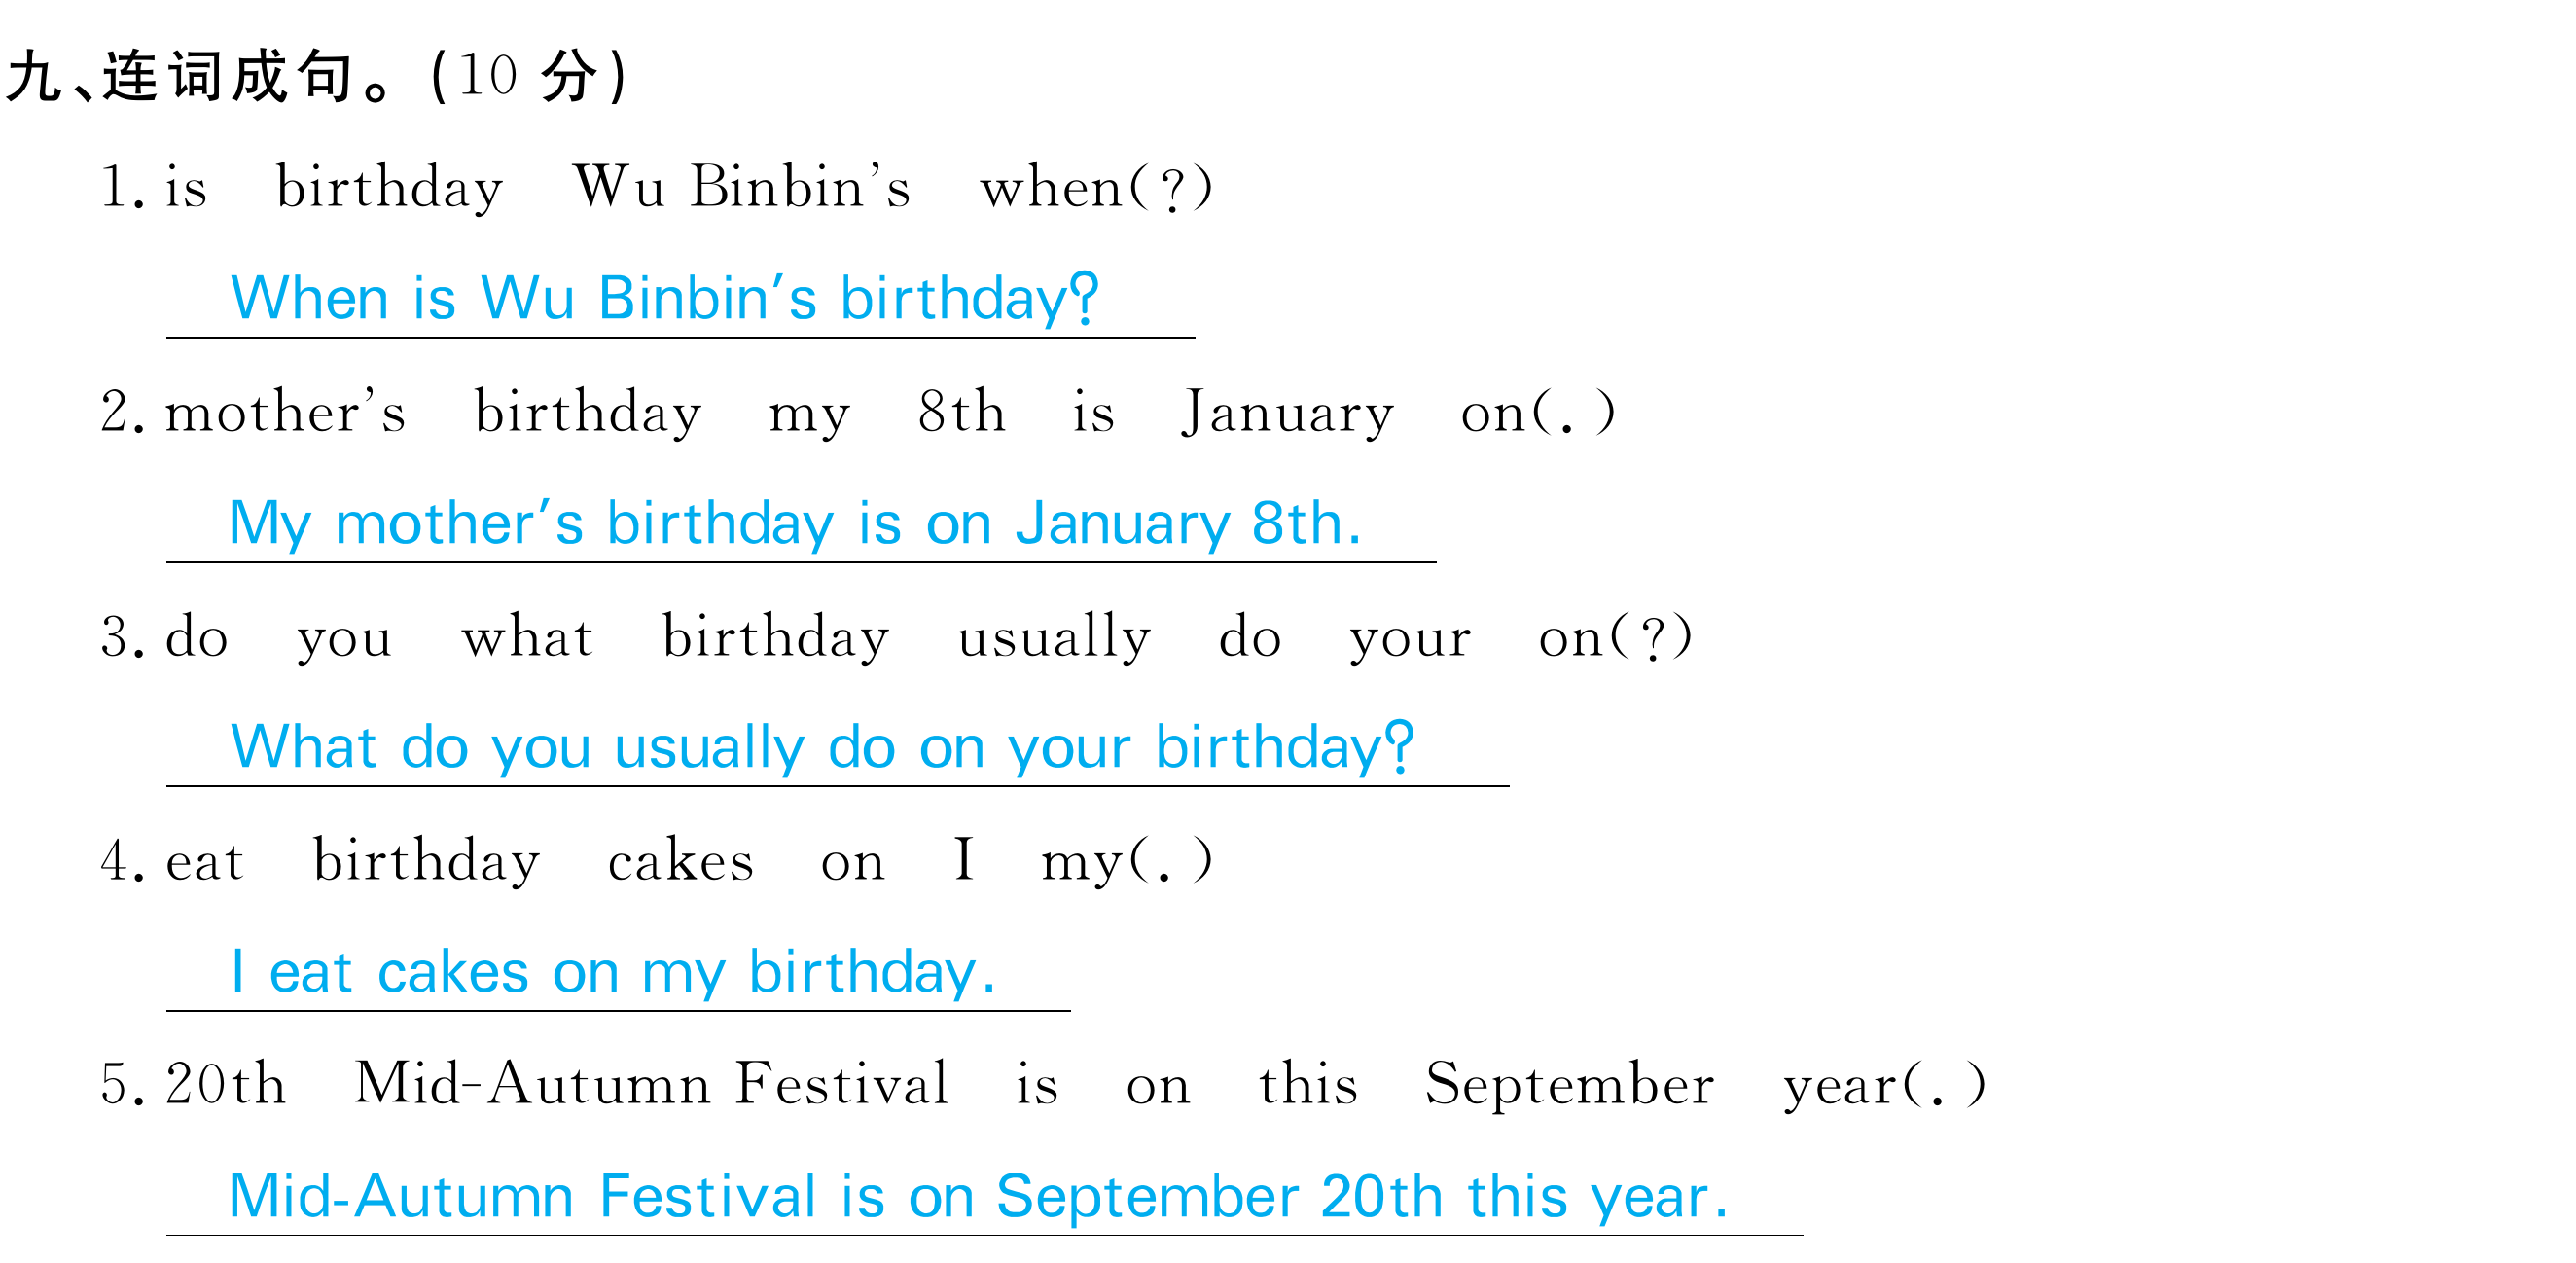 九、连词成句。(10 分)
1. is birthday Wu Binbin’s when(?)
When is Wu Binbin’s birthday?
2. mother’s birthday my 8th is January on(.)
My mother’s birthday is on January 8th.
3. do you what birthday usually do your on(?)
What do you usually do on your birthday?
4. eat birthday cakes on I my(.)
I eat cakes on my birthday.
5. 20th Mid-Autumn Festival is on this September year(.)
Mid-Autumn Festival is on September 20th this year.